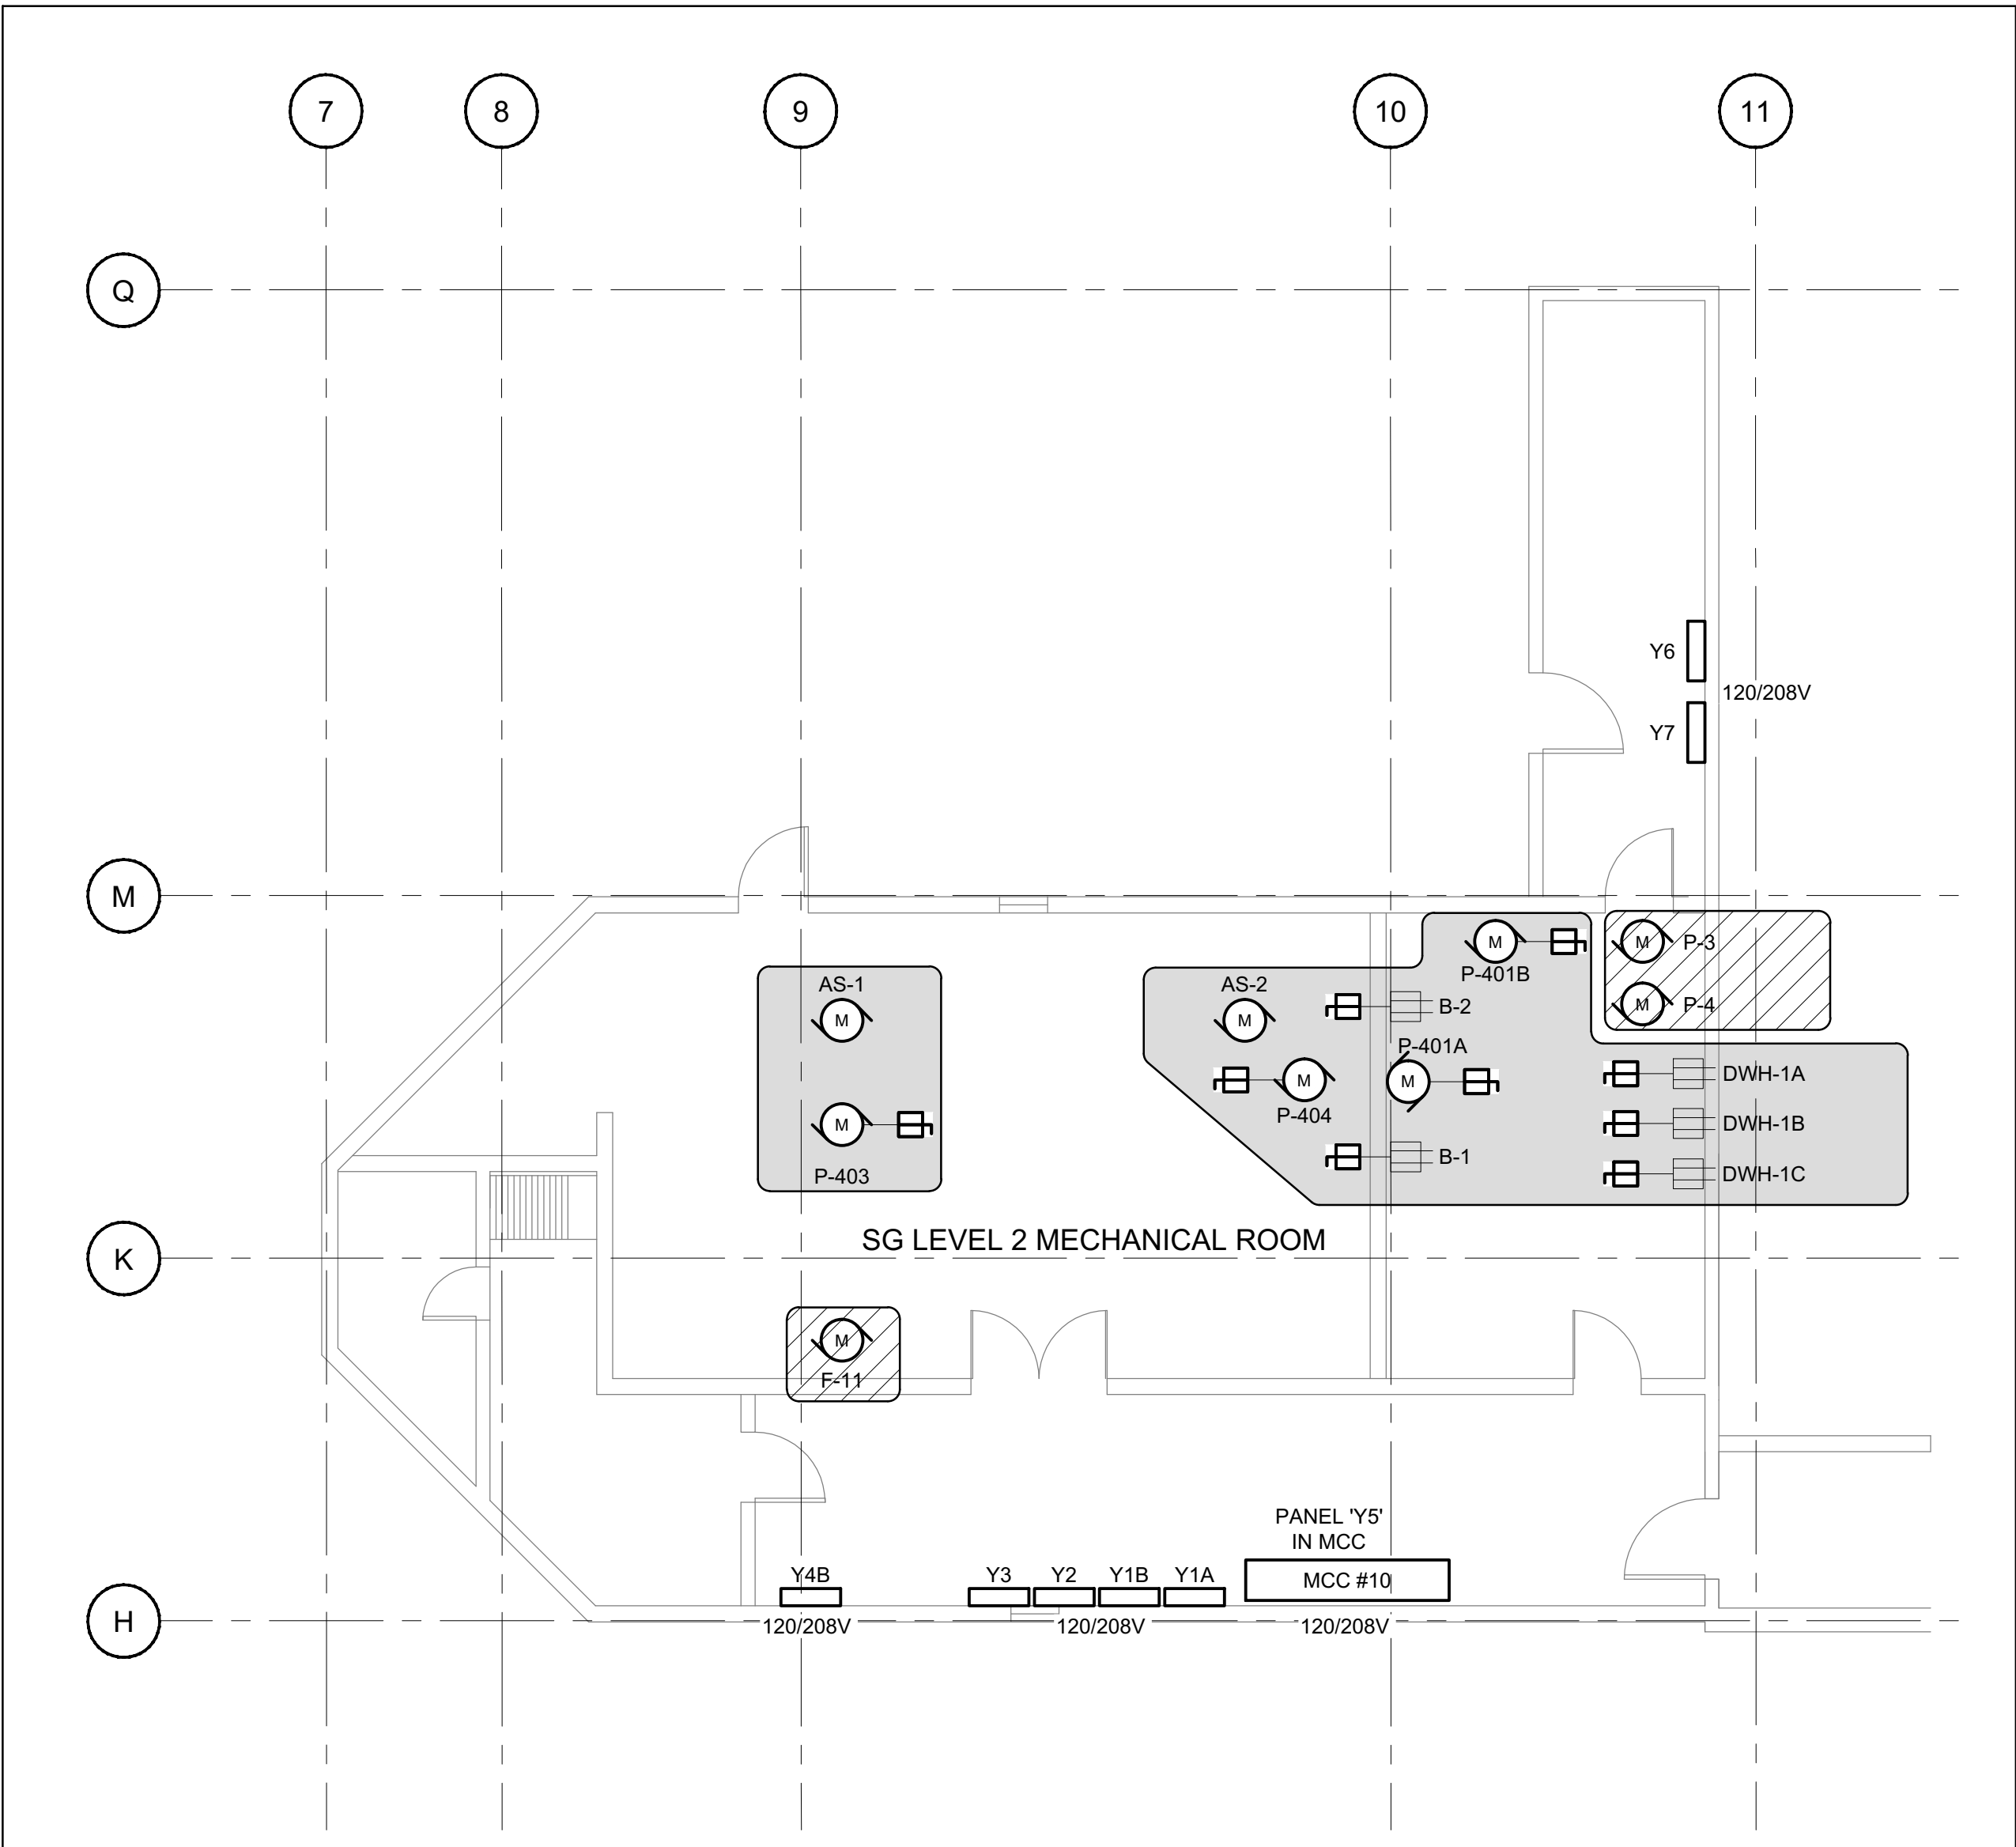 7
8
9
10
11
Q
Y6
120/208V
Y7
M
M
P-401B
M
P-3
M
P-4
AS-1
M
AS-2
M
B-2
P-401A
M
M
P-404
DWH-1A
M
P-403
DWH-1B
B-1
DWH-1C
SG LEVEL 2 MECHANICAL ROOM
K
M
F-11
PANEL 'Y5'
IN MCC
MCC #10
Y4B
Y3
Y2
Y1B
Y1A
H
120/208V
120/208V
120/208V